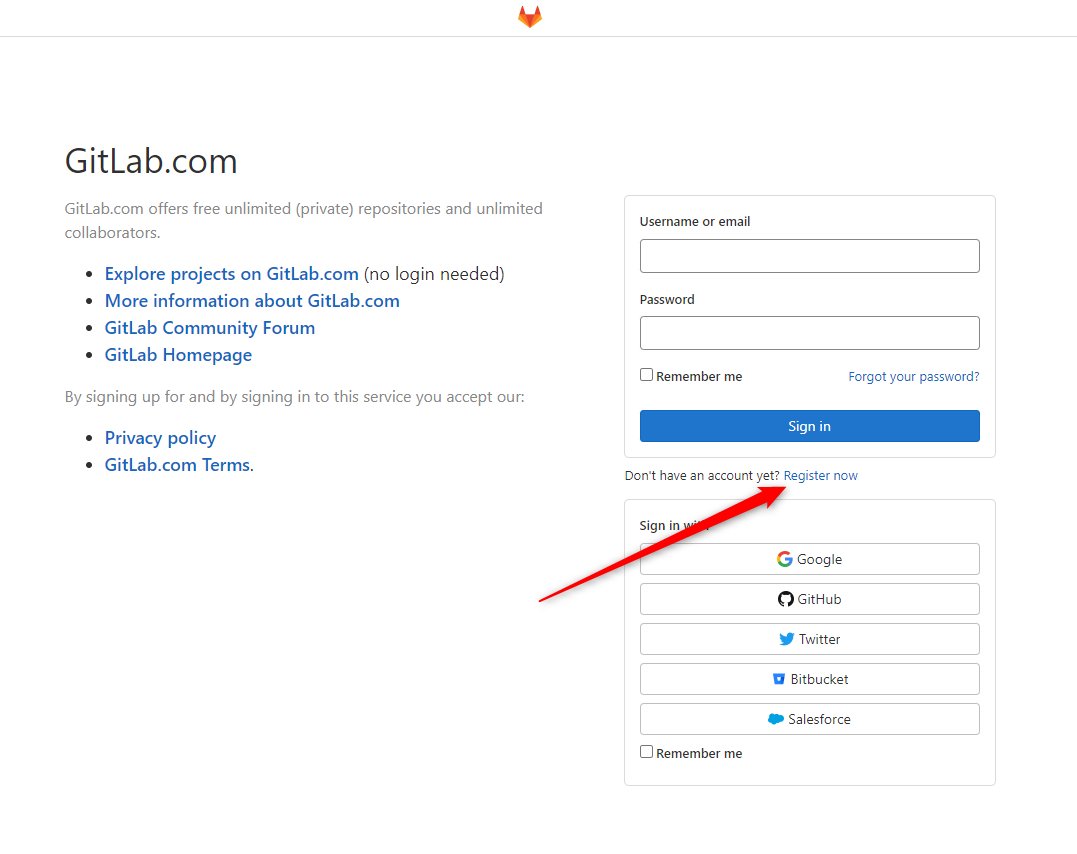 GitLab.com
GitLab.com offers free unlimited (private) repositories and unlimited
collaborators.
Explore projects on GitLab.com (no login needed)
More information about GitLab.com
GitLab Community Forum
GitLab Homepage
By signing up for and by signing in to this service you accept our:
Privacy policy
GitLab.com Terms.
Username or email
Password
Remember me
Forgot your password?
Sign in
Don't have an account yet? Register now
Sign in with
Google
GitHub
Twitter
Bitbucket
Salesforce
Remember me